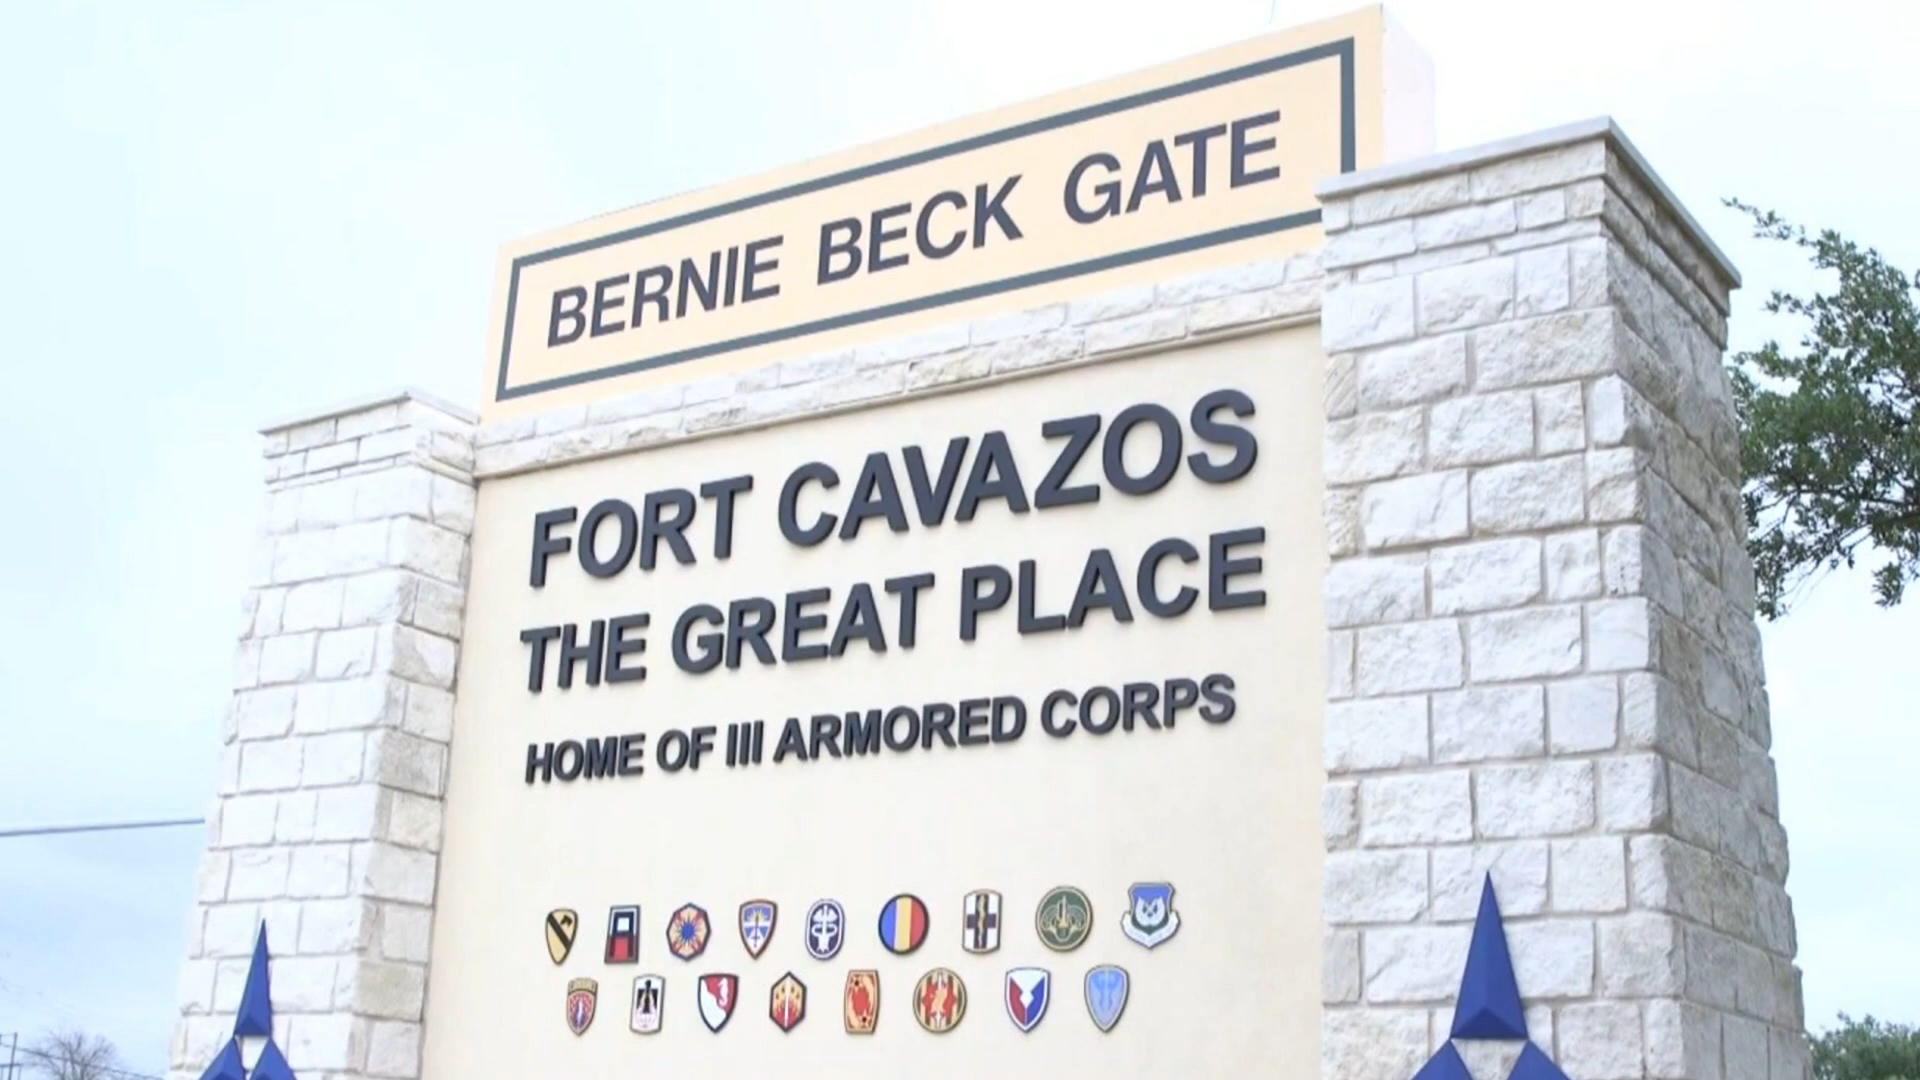 BERNIE BECK GATE
FORT CAVAZOS
THE GREAT PLACE
HOME OF III ARMORED CORPS